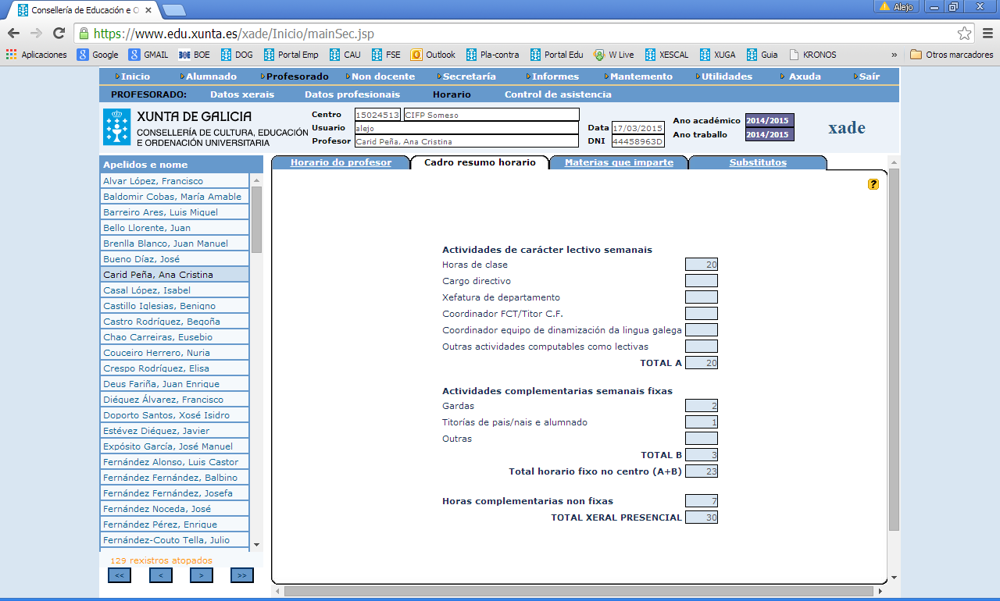 Consellería de Educación e O
Alejo
https://www.edu.xunta.es/xade/Inicio/mainSec.jsp
Aplicaciones Google GMAIL BOE DOG Portal Emp CAU FSE Outlook Pla-contra Portal Edu W Live XESCAL XUGA Guia KRONOS » Otros marcadores
Inicio Alumnado Profesorado Non docente Secretaría Informes Mantemento Utilidades Axuda Saír
PROFESORADO: Datos xerais Datos profesionais Horario Control de asistencia
XUNTA DE GALICIA
CONSELLERÍA DE CULTURA, EDUCACIÓN
E ORDENACIÓN UNIVERSITARIA
Centro 15024513 CIFP Someso
Usuario alejo
Profesor Carid Peña, Ana Cristina
Data 17/03/2015
DNI 44458963D
Ano académico 2014/2015
Ano traballo 2014/2015
xade
Apelidos e nome
Alvar López, Francisco
Baldomir Cobas, María Amable
Barreiro Ares, Luis Miguel
Bello Llorente, Juan
Brenlla Blanco, Juan Manuel
Bueno Díaz, José
Carid Peña, Ana Cristina
Casal López, Isabel
Castillo Iglesias, Benigno
Castro Rodríguez, Begoña
Chao Carreiras, Eusebio
Couceiro Herrero, Nuria
Crespo Rodríguez, Elisa
Deus Fariña, Juan Enrique
Diéguez Álvarez, Francisco
Doporto Santos, Xosé Isidro
Estévez Diéguez, Javier
Expósito García, José Manuel
Fernández Alonso, Luis Castor
Fernández Fernández, Balbino
Fernández Fernández, Josefa
Fernández Noceda, José
Fernández Pérez, Enrique
Fernández-Couto Tella, Julio
129 rexistros atopados
<< < > >>
Horario do profesor Cadro resumo horario Materias que imparte Substitutos
?
Actividades de carácter lectivo semanais
Horas de clase 20
Cargo directivo
Xefatura de departamento
Coordinador FCT/Titor C.F.
Coordinador equipo de dinamización da lingua galega
Outras actividades computables como lectivas
TOTAL A 20
Actividades complementarias semanais fixas
Gardas 2
Titorías de pais/nais e alumnado 1
Outras
TOTAL B 3
Total horario fixo no centro (A+B) 23
Horas complementarias non fixas 7
TOTAL XERAL PRESENCIAL 30